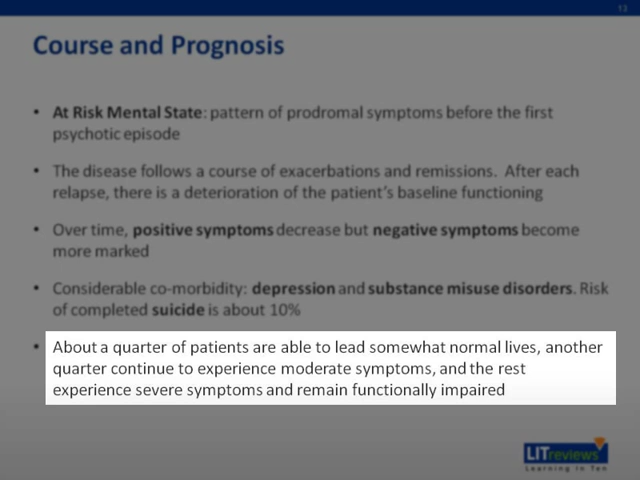 13
Course and Prognosis
• At Risk Mental State: pattern of prodromal symptoms before the first
psychotic episode
• The disease follows a course of exacerbations and remissions. After each
relapse, there is a deterioration of the patient's baseline functioning
• Over time, positive symptoms decrease but negative symptoms become
more marked
• Considerable co-morbidity: depression and substance misuse disorders. Risk
of completed suicide is about 10%
• About a quarter of patients are able to lead somewhat normal lives, another
quarter continue to experience moderate symptoms, and the rest
experience severe symptoms and remain functionally impaired
LITreviews
Learning in Ten